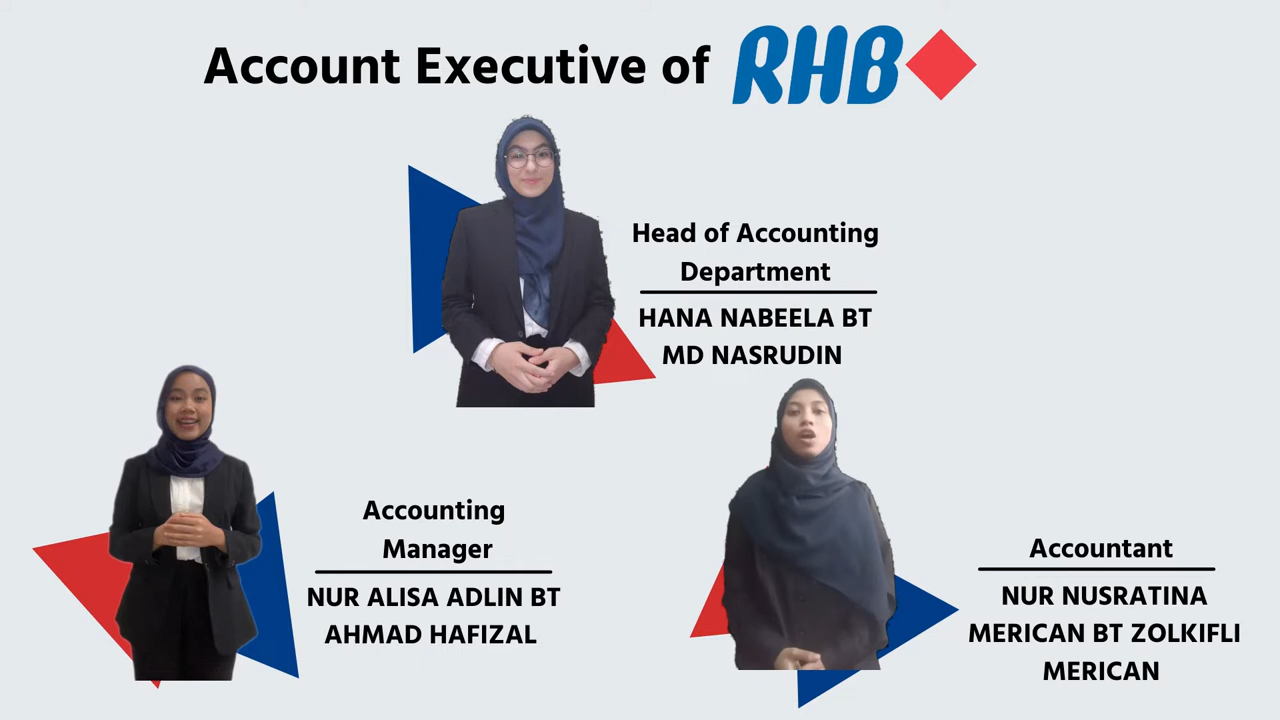 Account Executive of RHB
Head of Accounting
Department
HANA NABEELA BT
MD NASRUDIN
Accounting
Manager
NUR ALISA ADLIN BT
AHMAD HAFIZAL
Accountant
NUR NUSRATINA
MERICAN BT ZOLKIFLI
MERICAN